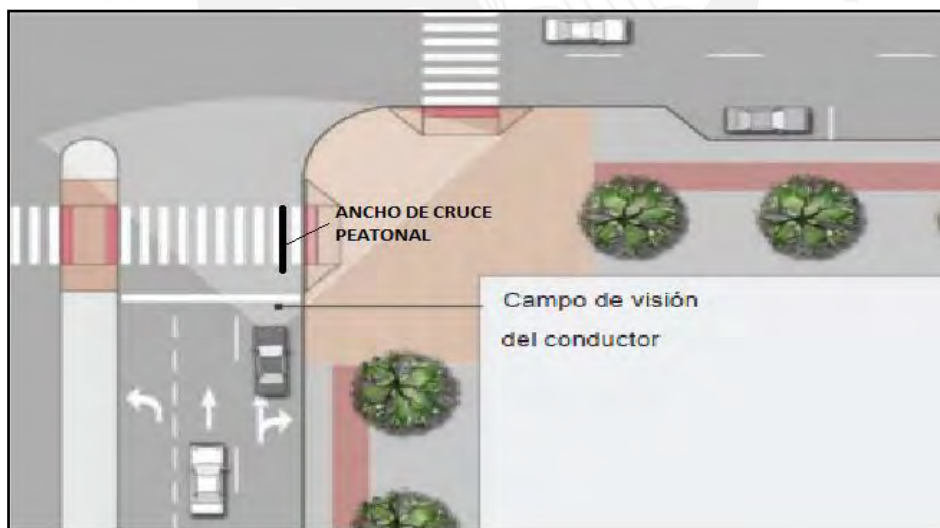 ANCHO DE CRUCE
PEATONAL
Campo de visión
del conductor